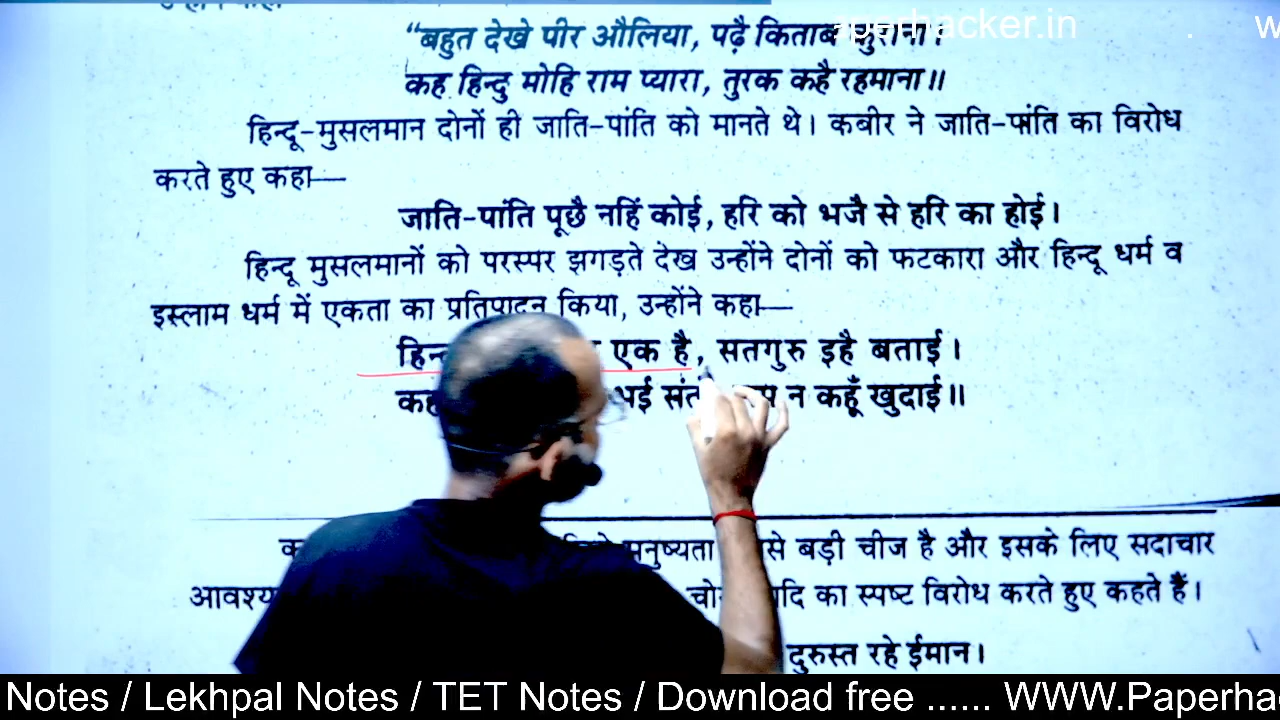 aperhacker.in
“बहुत देखे पीर औलिया, पढ़ै किताब कुराना।
कह हिन्दु मोहि राम प्यारा, तुरक कहै रहमाना॥
हिन्दू-मुसलमान दोनों ही जाति-पांति को मानते थे। कबीर ने जाति-पांति का विरोध
करते हुए कहा—
जाति-पांति पूछै नहिं कोई, हरि को भजै से हरि का होई।
हिन्दू मुसलमानों को परस्पर झगड़ते देख उन्होंने दोनों को फटकारा और हिन्दू धर्म व
इस्लाम धर्म में एकता का प्रतिपादन किया, उन्होंने कहा—
एक है, सतगुरु इहै बताई।
न कहूँ खुदाई॥
मनुष्यता बड़ी चीज है और इसके लिए सदाचार
का स्पष्ट विरोध करते हुए कहते हैं।
दुरुस्त रहे ईमान।
Notes / Lekhpal Notes / TET Notes / Download free ...... WWW.Paperha